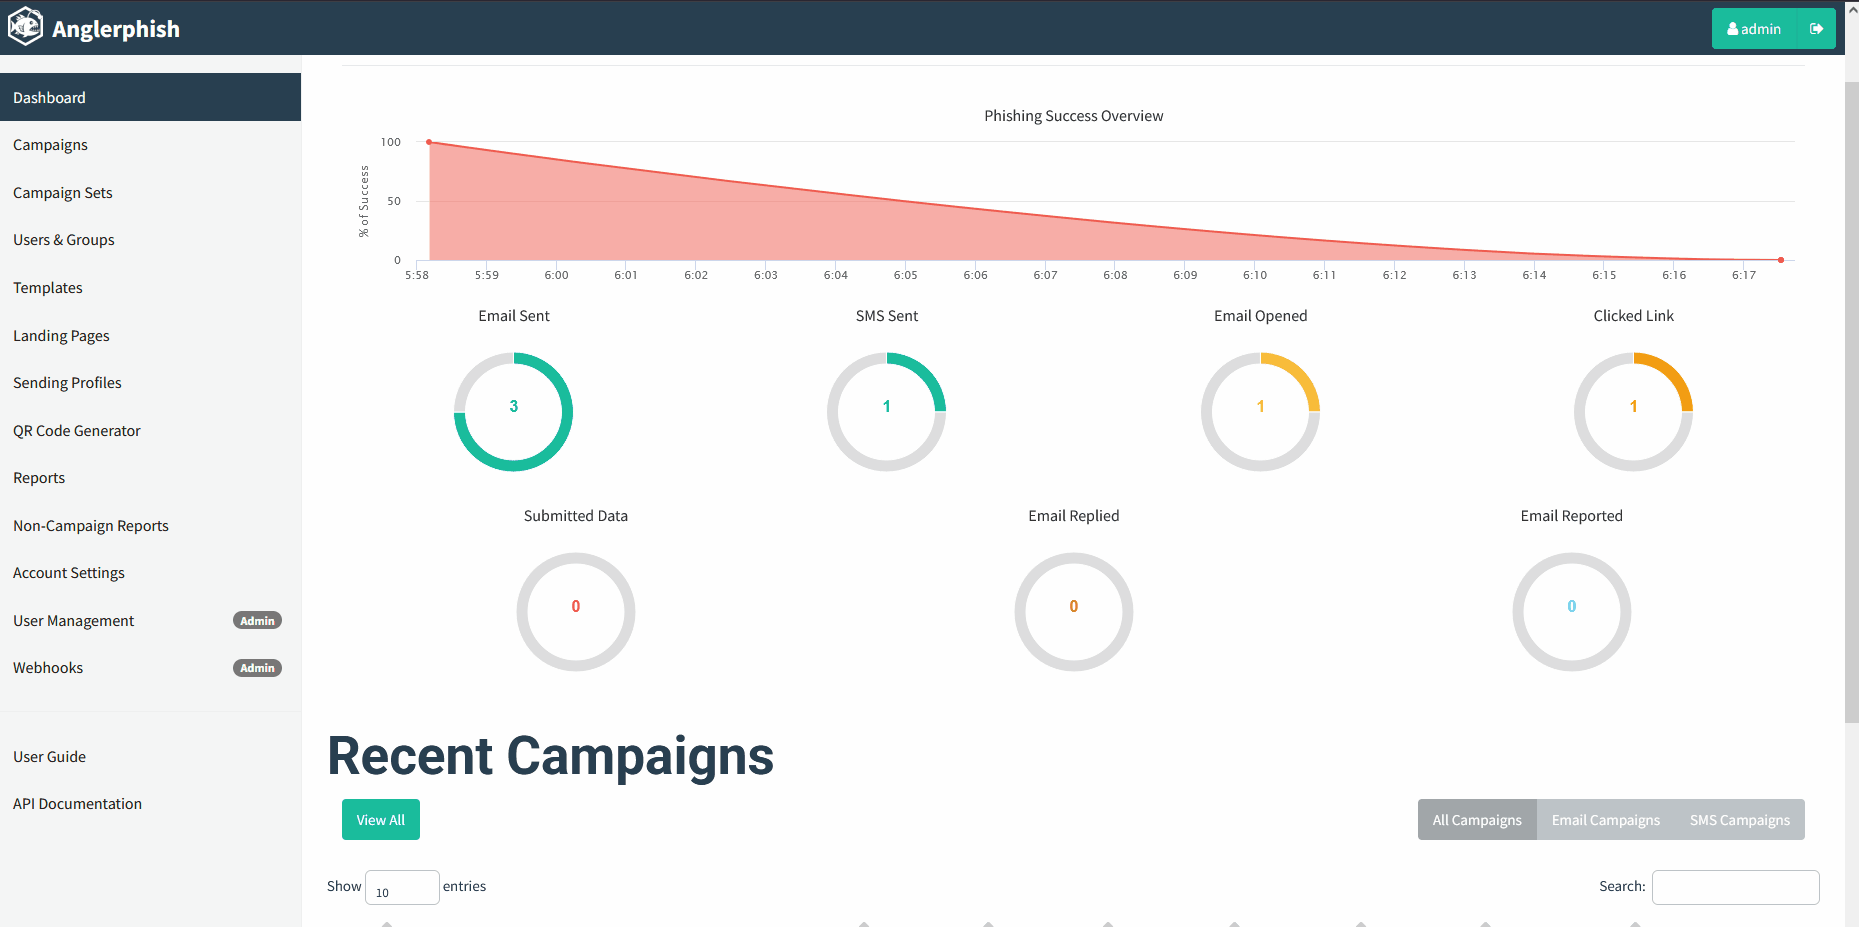 Anglerphish
admin
Dashboard
Campaigns
Campaign Sets
Users & Groups
Templates
Landing Pages
Sending Profiles
QR Code Generator
Reports
Non-Campaign Reports
Account Settings
User Management Admin
Webhooks Admin
User Guide
API Documentation
Phishing Success Overview
% of Success
100
50
0
5:58 5:59 6:00 6:01 6:02 6:03 6:04 6:05 6:06 6:07 6:08 6:09 6:10 6:11 6:12 6:13 6:14 6:15 6:16 6:17
Email Sent SMS Sent Email Opened Clicked Link
3 1 1 1
Submitted Data Email Replied Email Reported
0 0 0
Recent Campaigns
View All
All Campaigns Email Campaigns SMS Campaigns
Show 10 entries
Search: